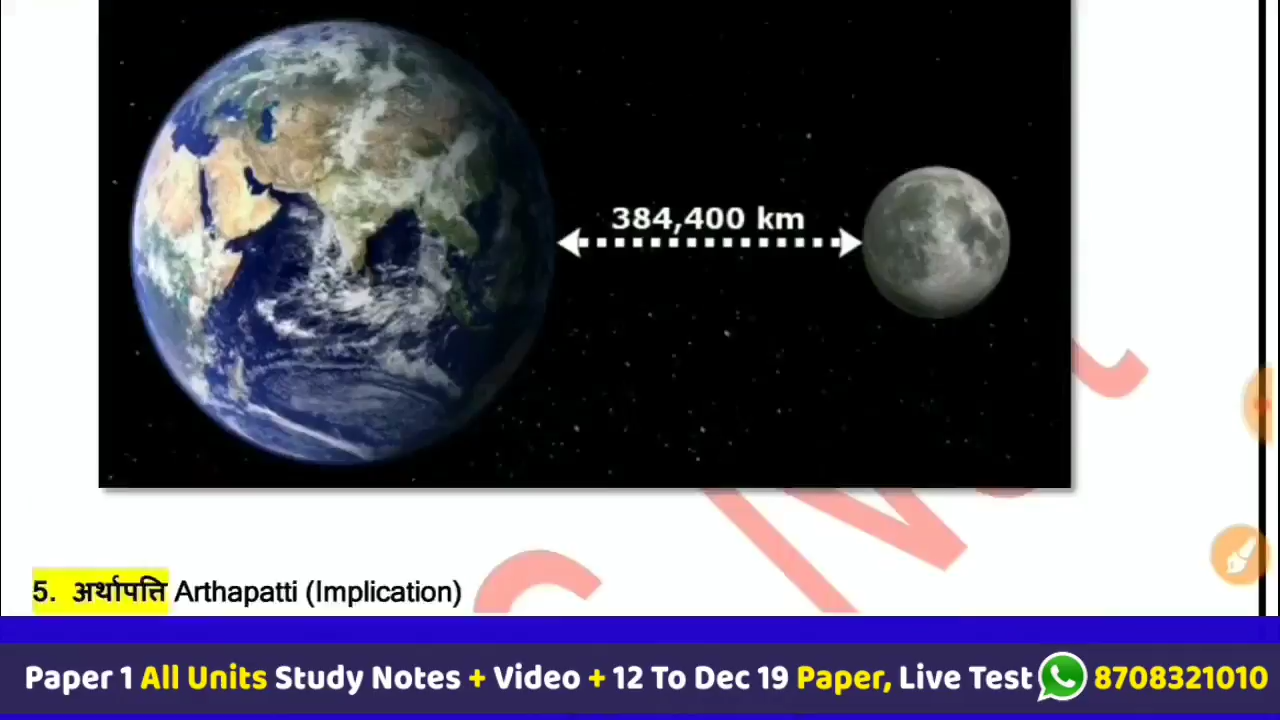 384,400 km
5. अर्थापत्ति Arthapatti (Implication)
Paper 1 All Units Study Notes + Video + 12 To Dec 19 Paper, Live Test 8708321010